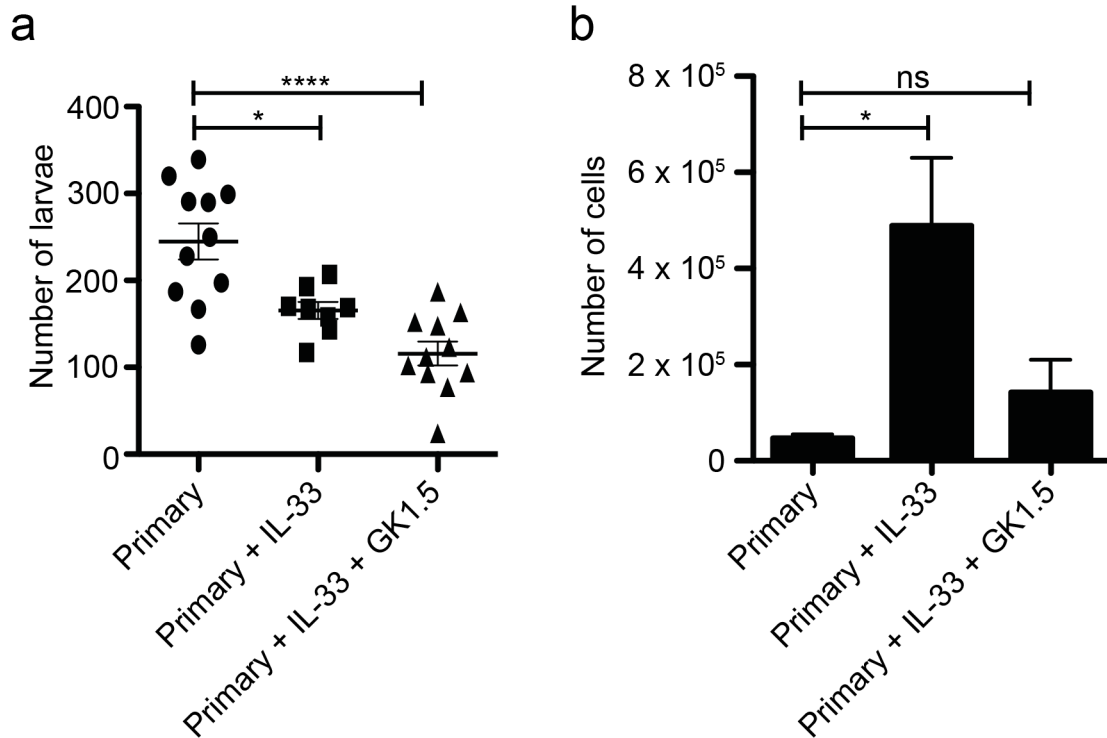 a
****
*
400
300
200
100
0
Number of larvae
Primary
Primary + IL-33
Primary + IL-33 + GK1.5
b
ns
*
8 x 10⁵
6 x 10⁵
4 x 10⁵
2 x 10⁵
0
Number of cells
Primary
Primary + IL-33
Primary + IL-33 + GK1.5